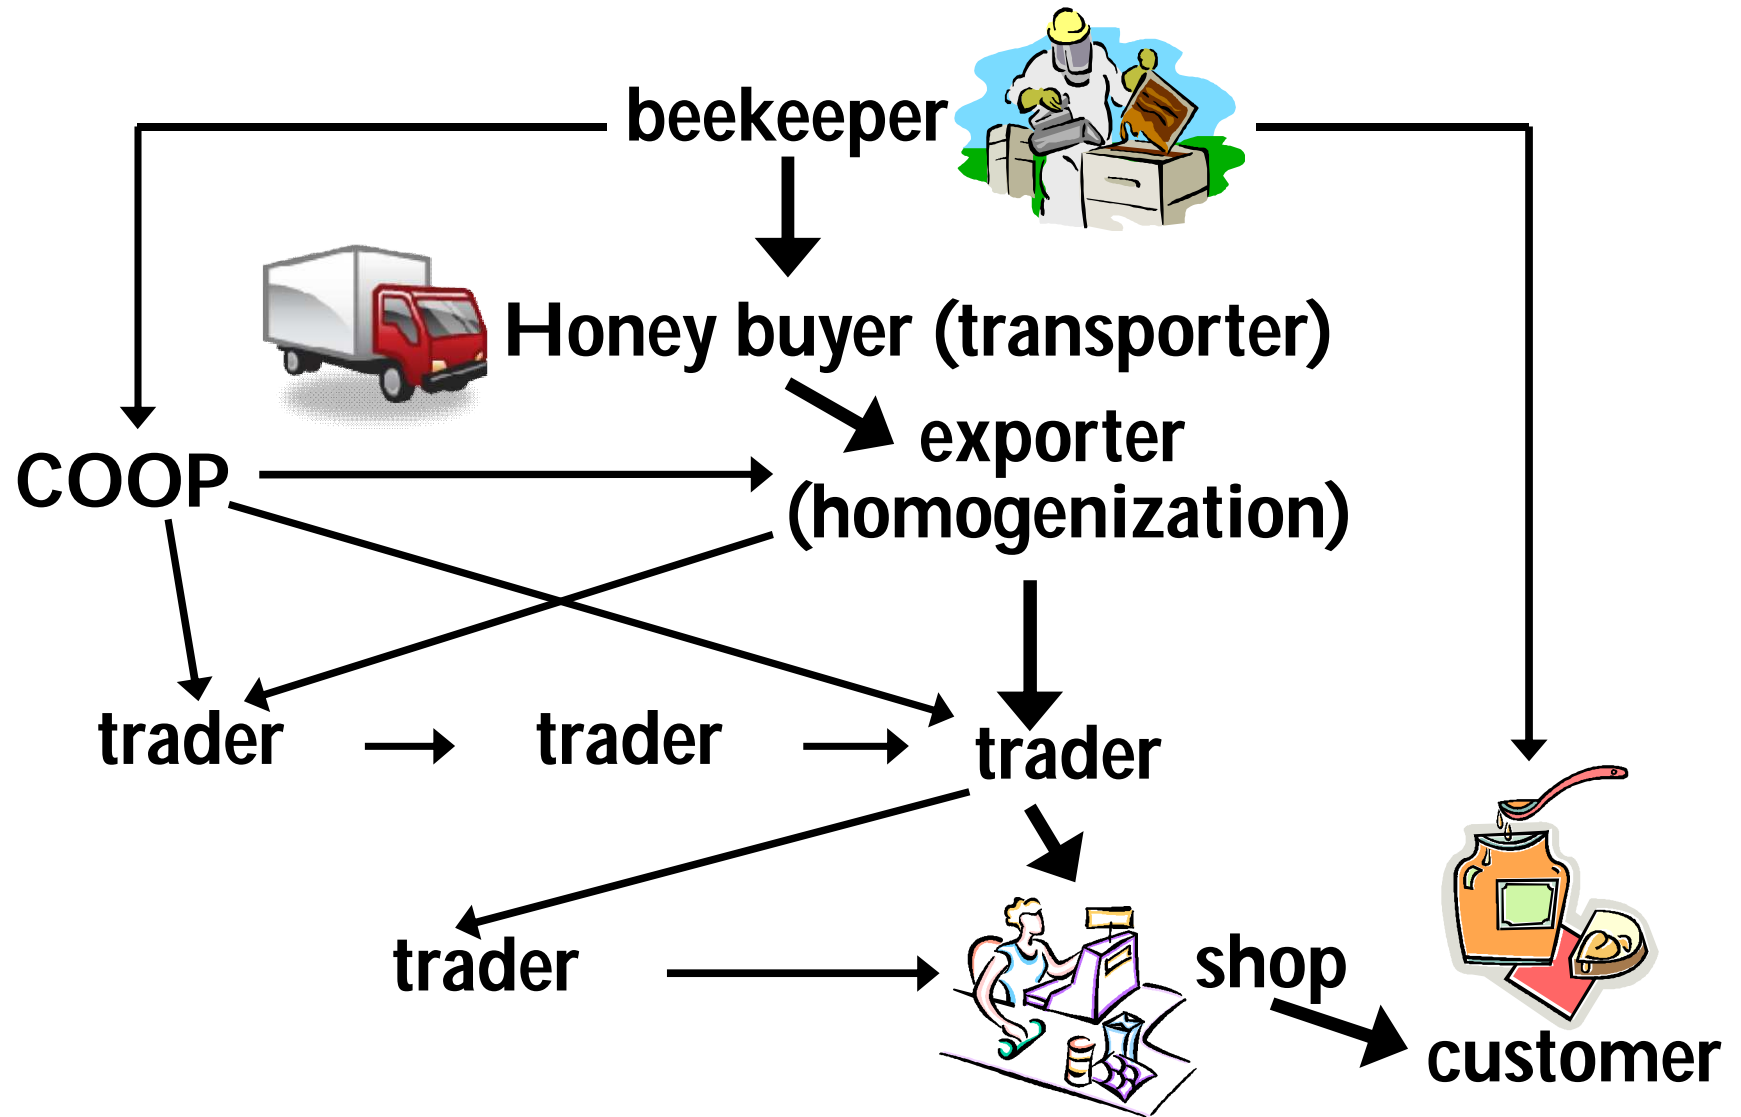 beekeeper
Honey buyer (transporter)
exporter
(homogenization)
COOP
trader
trader
trader
trader
shop
customer